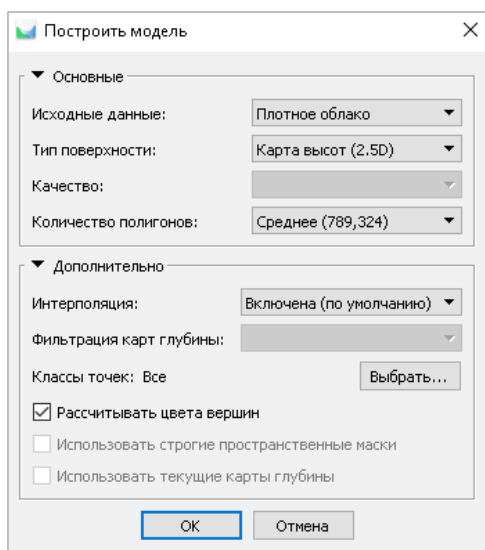 Построить модель
Основные
Исходные данные: Плотное облако
Тип поверхности: Карта высот (2.5D)
Качество:
Количество полигонов: Среднее (789,324)
Дополнительно
Интерполяция: Включена (по умолчанию)
Фильтрация карт глубины:
Классы точек: Все Выбрать...
Рассчитывать цвета вершин
Использовать строгие пространственные маски
Использовать текущие карты глубины
OK Отмена